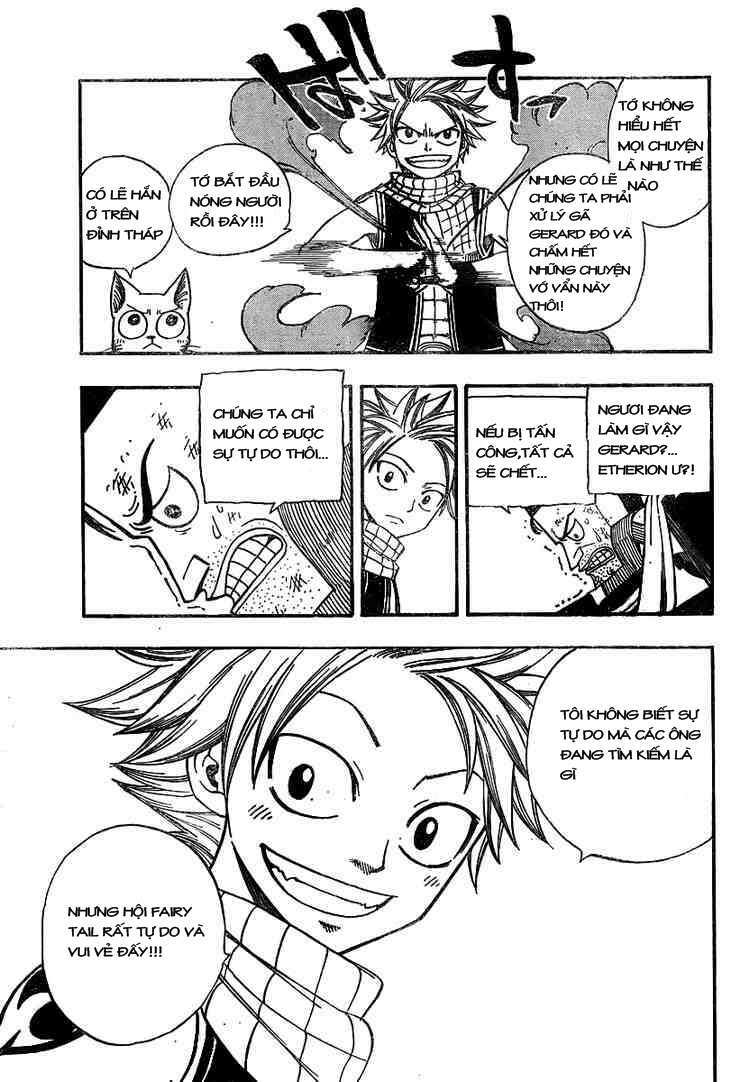 TỚ KHÔNG
HIỂU HẾT
MỌI CHUYỆN
LÀ NHƯ THẾ
NÀO
NHƯNG CÓ LẼ
CHÚNG TA PHẢI
XỬ LÝ GÃ
GERARD ĐÓ VÀ
CHẤM HẾT
NHỮNG CHUYỆN
VỚ VẨN NÀY
THÔI!
TỚ BẮT ĐẦU
NÓNG NGƯỜI
RỒI ĐÂY!!!
CÓ LẼ HẮN
Ở TRÊN
ĐỈNH THÁP
NGƯƠI ĐANG
LÀM GÌ VẬY
GERARD?...
ETHERION Ư?!
NẾU BỊ TẤN
CÔNG,TẤT CẢ
SẼ CHẾT...
CHÚNG TA CHỈ
MUỐN CÓ ĐƯỢC
SỰ TỰ DO THÔI...
TÔI KHÔNG BIẾT SỰ
TỰ DO MÀ CÁC ÔNG
ĐANG TÌM KIẾM LÀ
GÌ
NHƯNG HỘI FAIRY
TAIL RẤT TỰ DO VÀ
VUI VẺ ĐẤY!!!